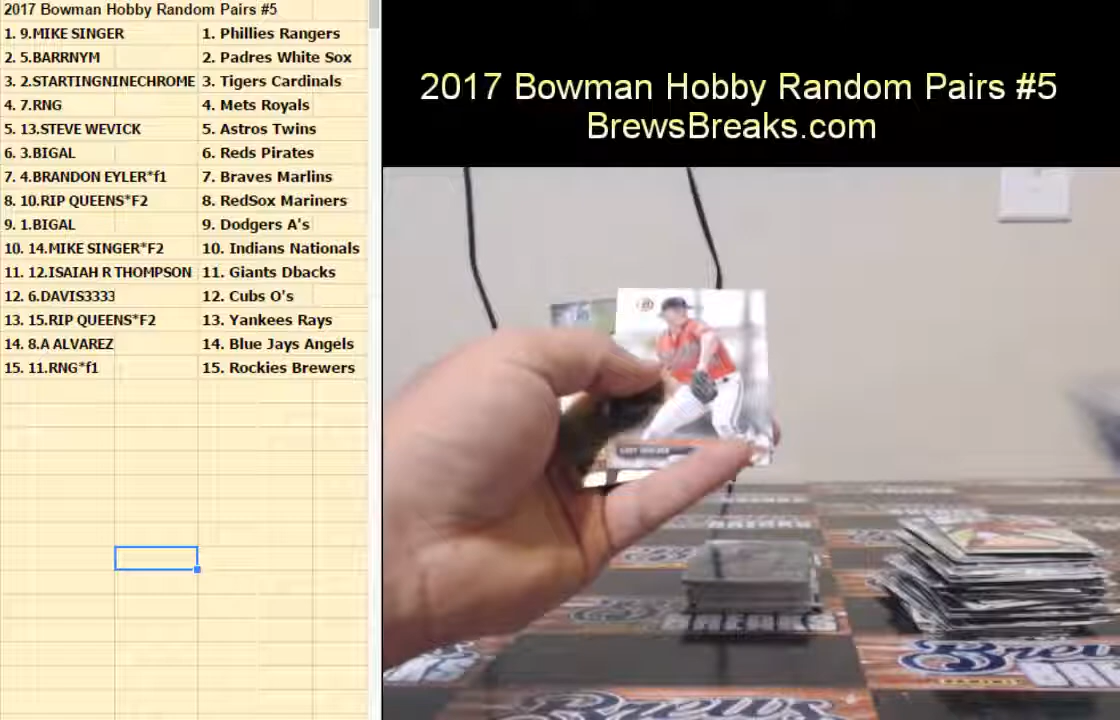 2017 Bowman Hobby Random Pairs #5
1. 9.MIKE SINGER 1. Phillies Rangers
2. 5.BARRNYM 2. Padres White Sox
3. 2.STARTINGNINECHROME 3. Tigers Cardinals
4. 7.RNG 4. Mets Royals
5. 13.STEVE WEVICK 5. Astros Twins
6. 3.BIGAL 6. Reds Pirates
7. 4.BRANDON EYLER*f1 7. Braves Marlins
8. 10.RIP QUEENS*F2 8. RedSox Mariners
9. 1.BIGAL 9. Dodgers A's
10. 14.MIKE SINGER*F2 10. Indians Nationals
11. 12.ISAIAH R THOMPSON 11. Giants Dbacks
12. 6.DAVIS3333 12. Cubs O's
13. 15.RIP QUEENS*F2 13. Yankees Rays
14. 8.A ALVAREZ 14. Blue Jays Angels
15. 11.RNG*f1 15. Rockies Brewers
2017 Bowman Hobby Random Pairs #5
BrewsBreaks.com
BREAKS
Brews
Brews